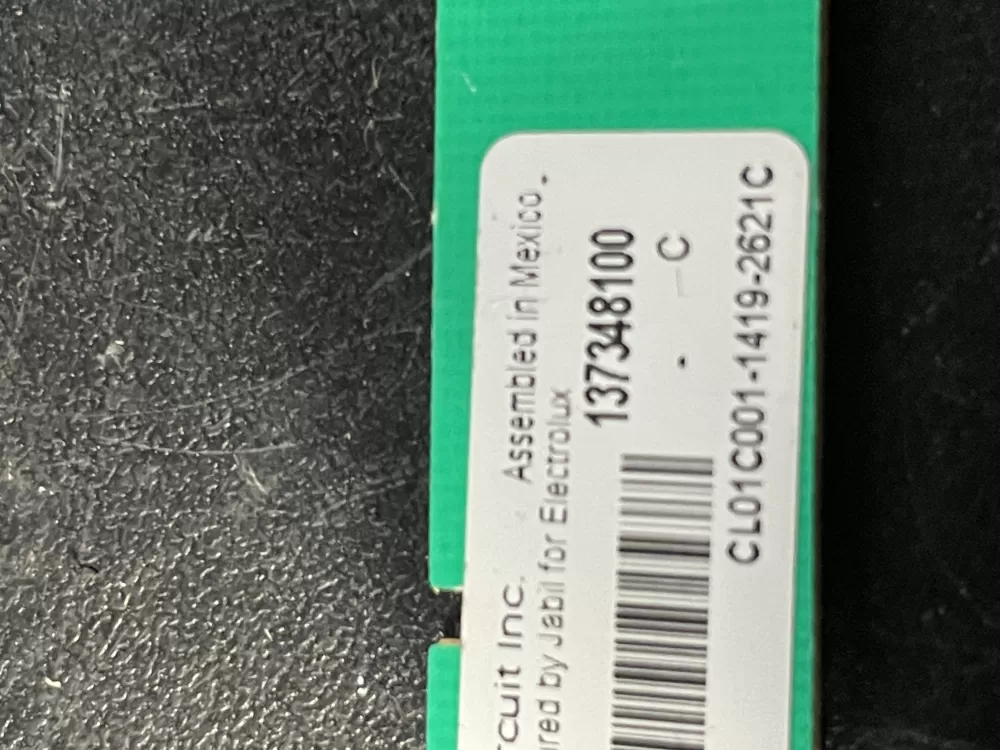 rcuit Inc. Assembled in Mexico.
red by Jabil for Electrolux
137348100
- C
CL01C001-1419-2621C